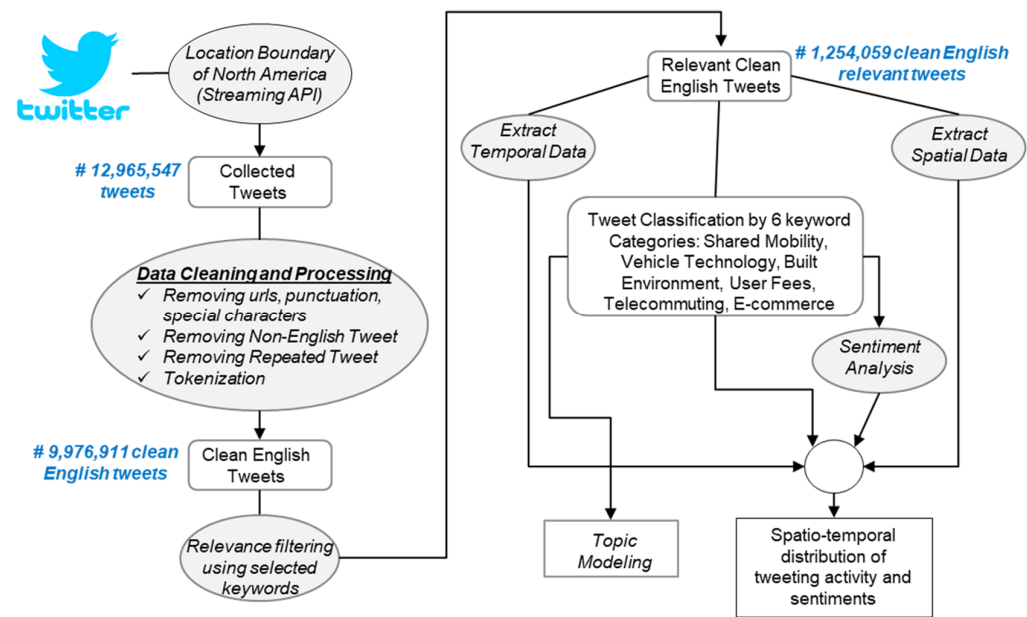 twitter
Location Boundary
of North America
(Streaming API)
# 12,965,547
tweets
Collected
Tweets
Data Cleaning and Processing
✓ Removing urls, punctuation,
special characters
✓ Removing Non-English Tweet
✓ Removing Repeated Tweet
✓ Tokenization
# 9,976,911 clean
English tweets
Clean English
Tweets
Relevance filtering
using selected
keywords
Relevant Clean
English Tweets
# 1,254,059 clean English
relevant tweets
Extract
Temporal Data
Extract
Spatial Data
Tweet Classification by 6 keyword
Categories: Shared Mobility,
Vehicle Technology, Built
Environment, User Fees,
Telecommuting, E-commerce
Sentiment
Analysis
Topic
Modeling
Spatio-temporal
distribution of
tweeting activity and
sentiments